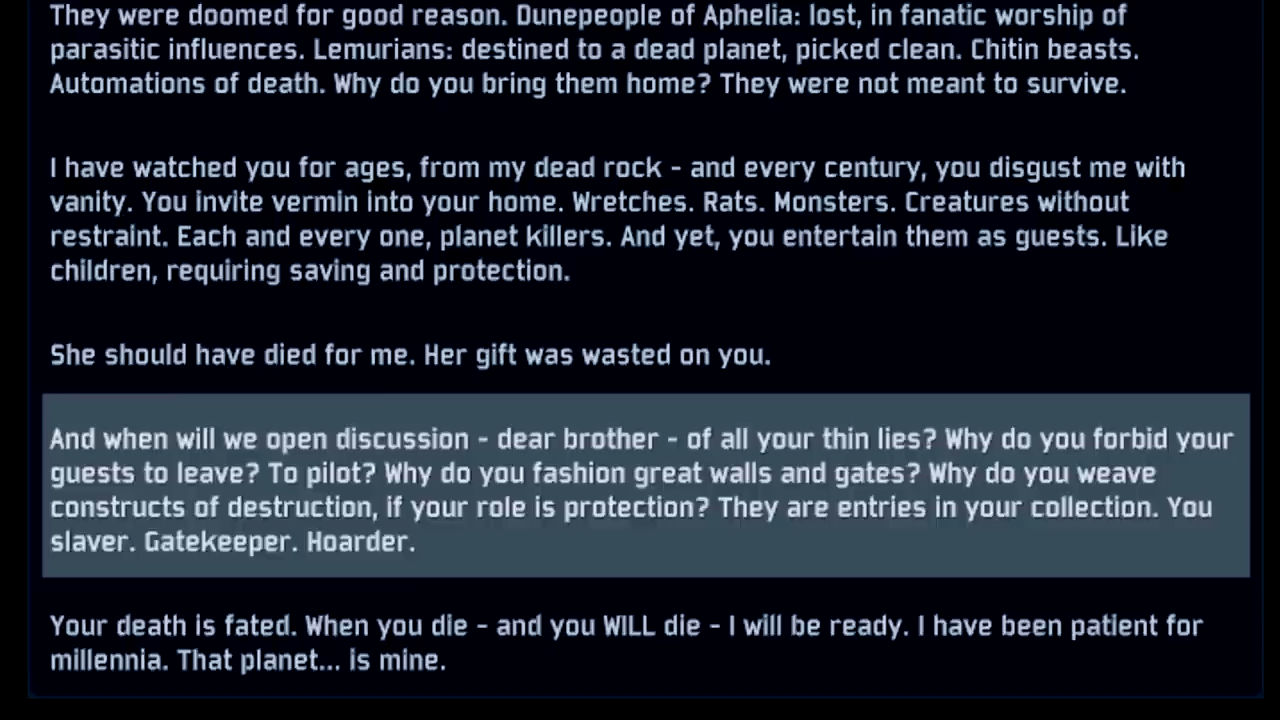 They were doomed for good reason. Dunepeople of Aphelia: lost, in fanatic worship of
parasitic influences. Lemurians: destined to a dead planet, picked clean. Chitin beasts.
Automations of death. Why do you bring them home? They were not meant to survive.
I have watched you for ages, from my dead rock - and every century, you disgust me with
vanity. You invite vermin into your home. Wretches. Rats. Monsters. Creatures without
restraint. Each and every one, planet killers. And yet, you entertain them as guests. Like
children, requiring saving and protection.
She should have died for me. Her gift was wasted on you.
And when will we open discussion - dear brother - of all your thin lies? Why do you forbid your
guests to leave? To pilot? Why do you fashion great walls and gates? Why do you weave
constructs of destruction, if your role is protection? They are entries in your collection. You
slaver. Gatekeeper. Hoarder.
Your death is fated. When you die - and you WILL die - I will be ready. I have been patient for
millennia. That planet... is mine.